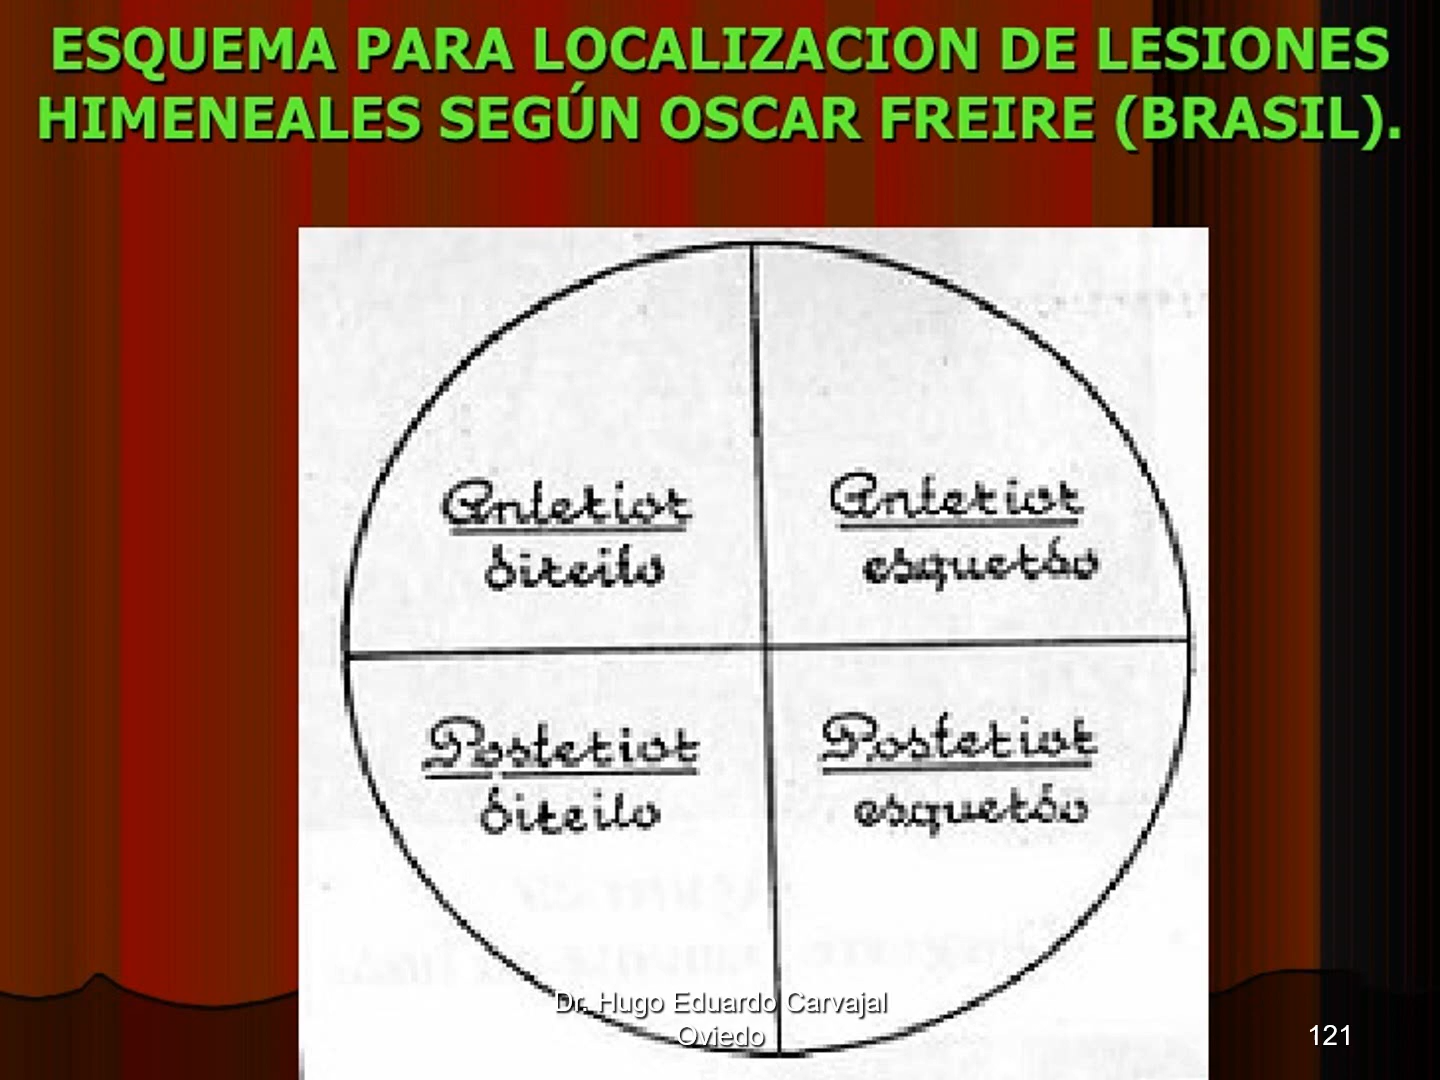 ESQUEMA PARA LOCALIZACION DE LESIONES
HIMENEALES SEGÚN OSCAR FREIRE (BRASIL).
Anterior
direito
Anterior
esquerdo
Posterior
direito
Posterior
esquerdo
Dr. Hugo Eduardo Carvajal
Oviedo
121